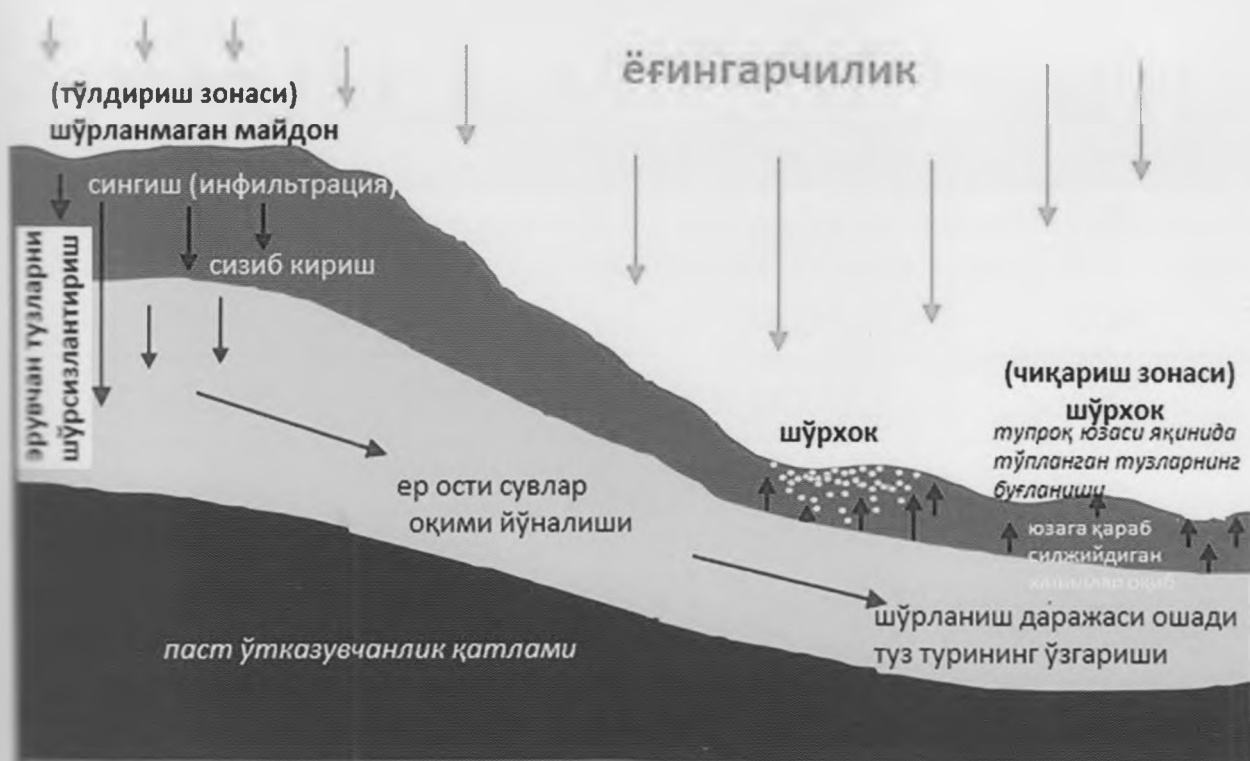 ёғингарчилик
(тўлдириш зонаси)
шўрланмаган майдон
сингиш (инфильтрация)
сизиб кириш
эрувчан тузларни
шўрсизлантириш
ер ости сувлар
оқими йўналиши
паст ўтказувчанлик қатлами
шўрхок
(чиқариш зонаси)
шўрхок
тупроқ юзаси яқинида
тўпланган тузларнинг
буғланиши
юзага қараб
силжийдиган
оқиб
шўрланиш даражаси ошади
туз турининг ўзгариши